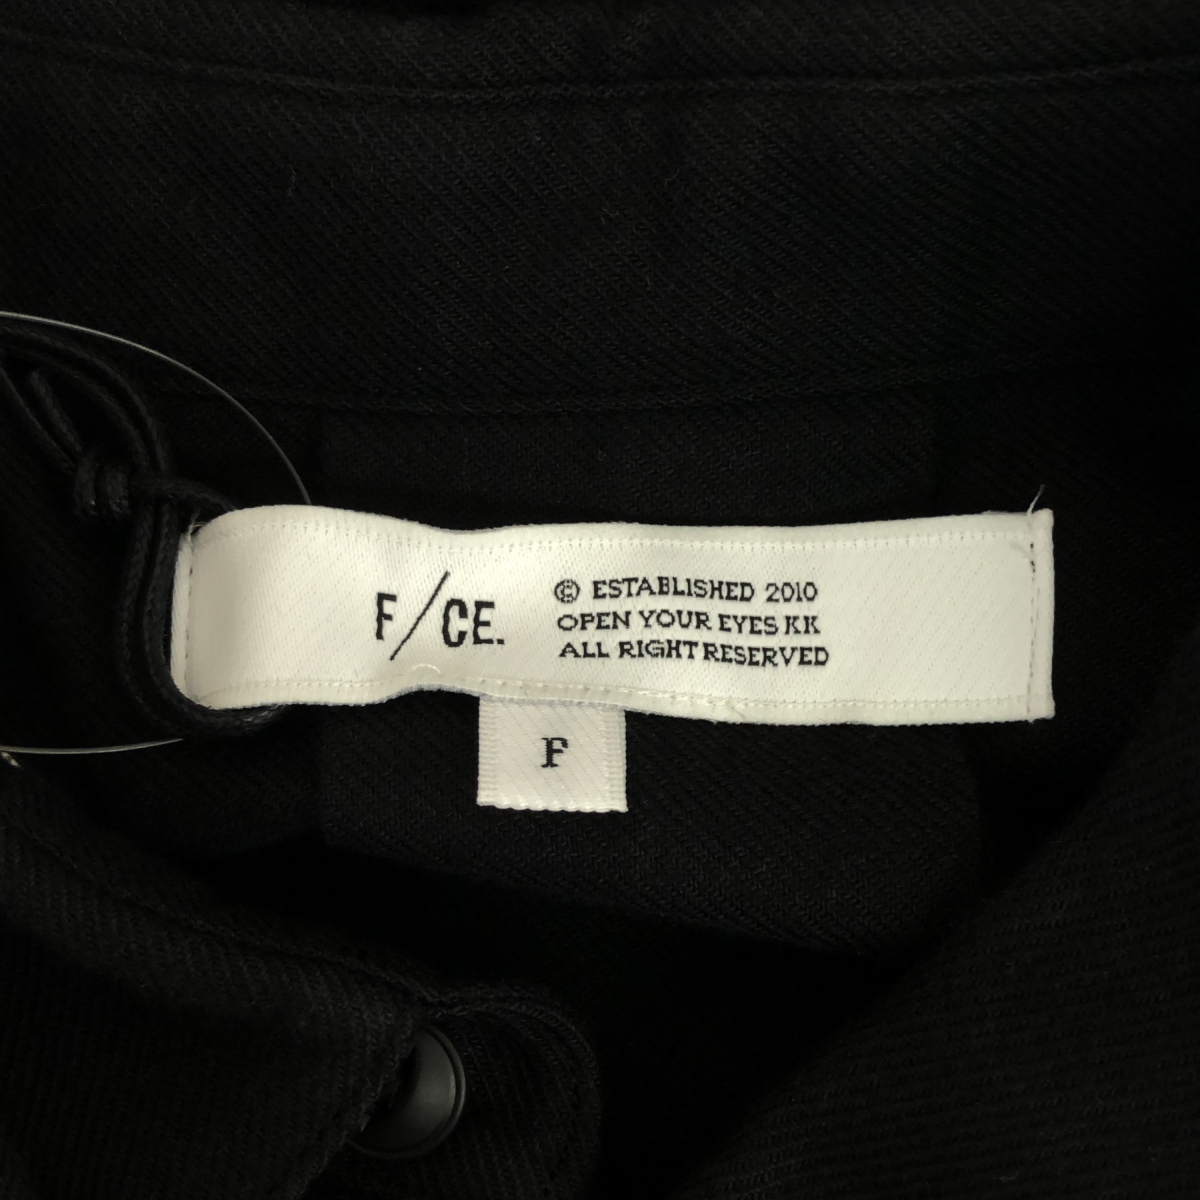 F/CE.
© ESTABLISHED 2010
OPEN YOUR EYES KK
ALL RIGHT RESERVED
F